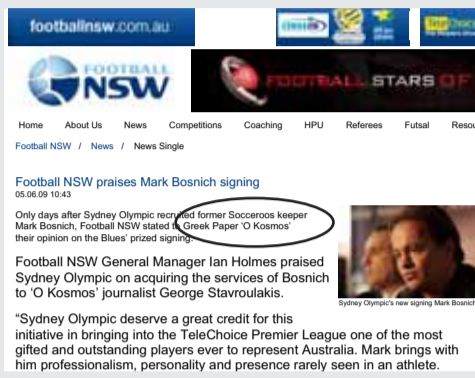 footballnsw.com.au
FOOTBALL
NSW
FOOTBALL STARS OF
Home About Us News Competitions Coaching HPU Referees Futsal Resou
Football NSW / News / News Single
Football NSW praises Mark Bosnich signing
05.06.09 10:43
Only days after Sydney Olympic recruited former Socceroos keeper
Mark Bosnich, Football NSW stated to Greek Paper 'O Kosmos'
their opinion on the Blues' prized signing.
Football NSW General Manager Ian Holmes praised
Sydney Olympic on acquiring the services of Bosnich
to 'O Kosmos' journalist George Stavroulakis.
Sydney Olympic's new signing Mark Bosnich
“Sydney Olympic deserve a great credit for this
initiative in bringing into the TeleChoice Premier League one of the most
gifted and outstanding players ever to represent Australia. Mark brings with
him professionalism, personality and presence rarely seen in an athlete.